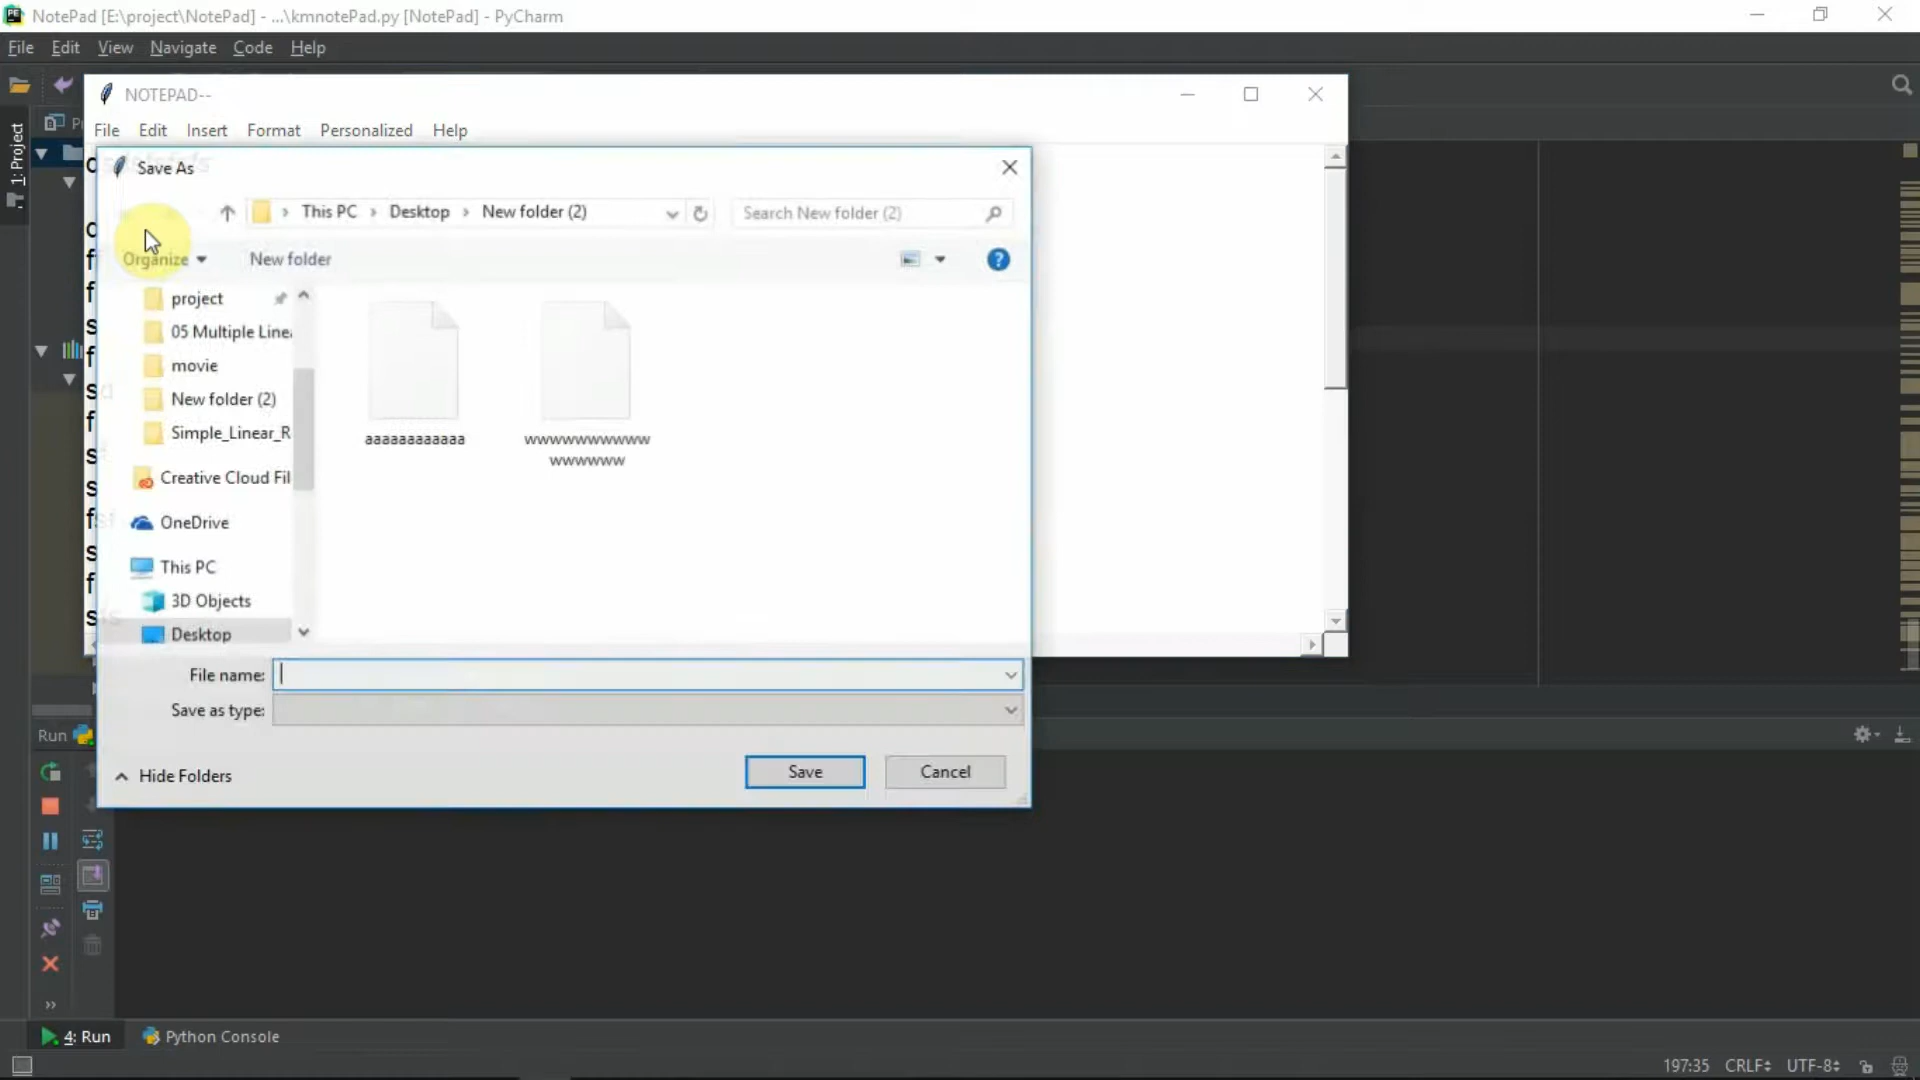 NotePad [E:\project\NotePad] - ...\kmnotePad.py [NotePad] - PyCharm
File Edit View Navigate Code Help
NOTEPAD--
File Edit Insert Format Personalized Help
1: Project
Save As
This PC > Desktop > New folder (2)
Search New folder (2)
Organize
New folder
project
05 Multiple Line
movie
New folder (2)
Simple_Linear_R
Creative Cloud Fil
OneDrive
This PC
3D Objects
Desktop
aaaaaaaaaaaa
wwwwwwwwwww
wwwwww
File name:
Save as type:
Hide Folders
Save
Cancel
Run
4: Run
Python Console
197:35 CRLF UTF-8